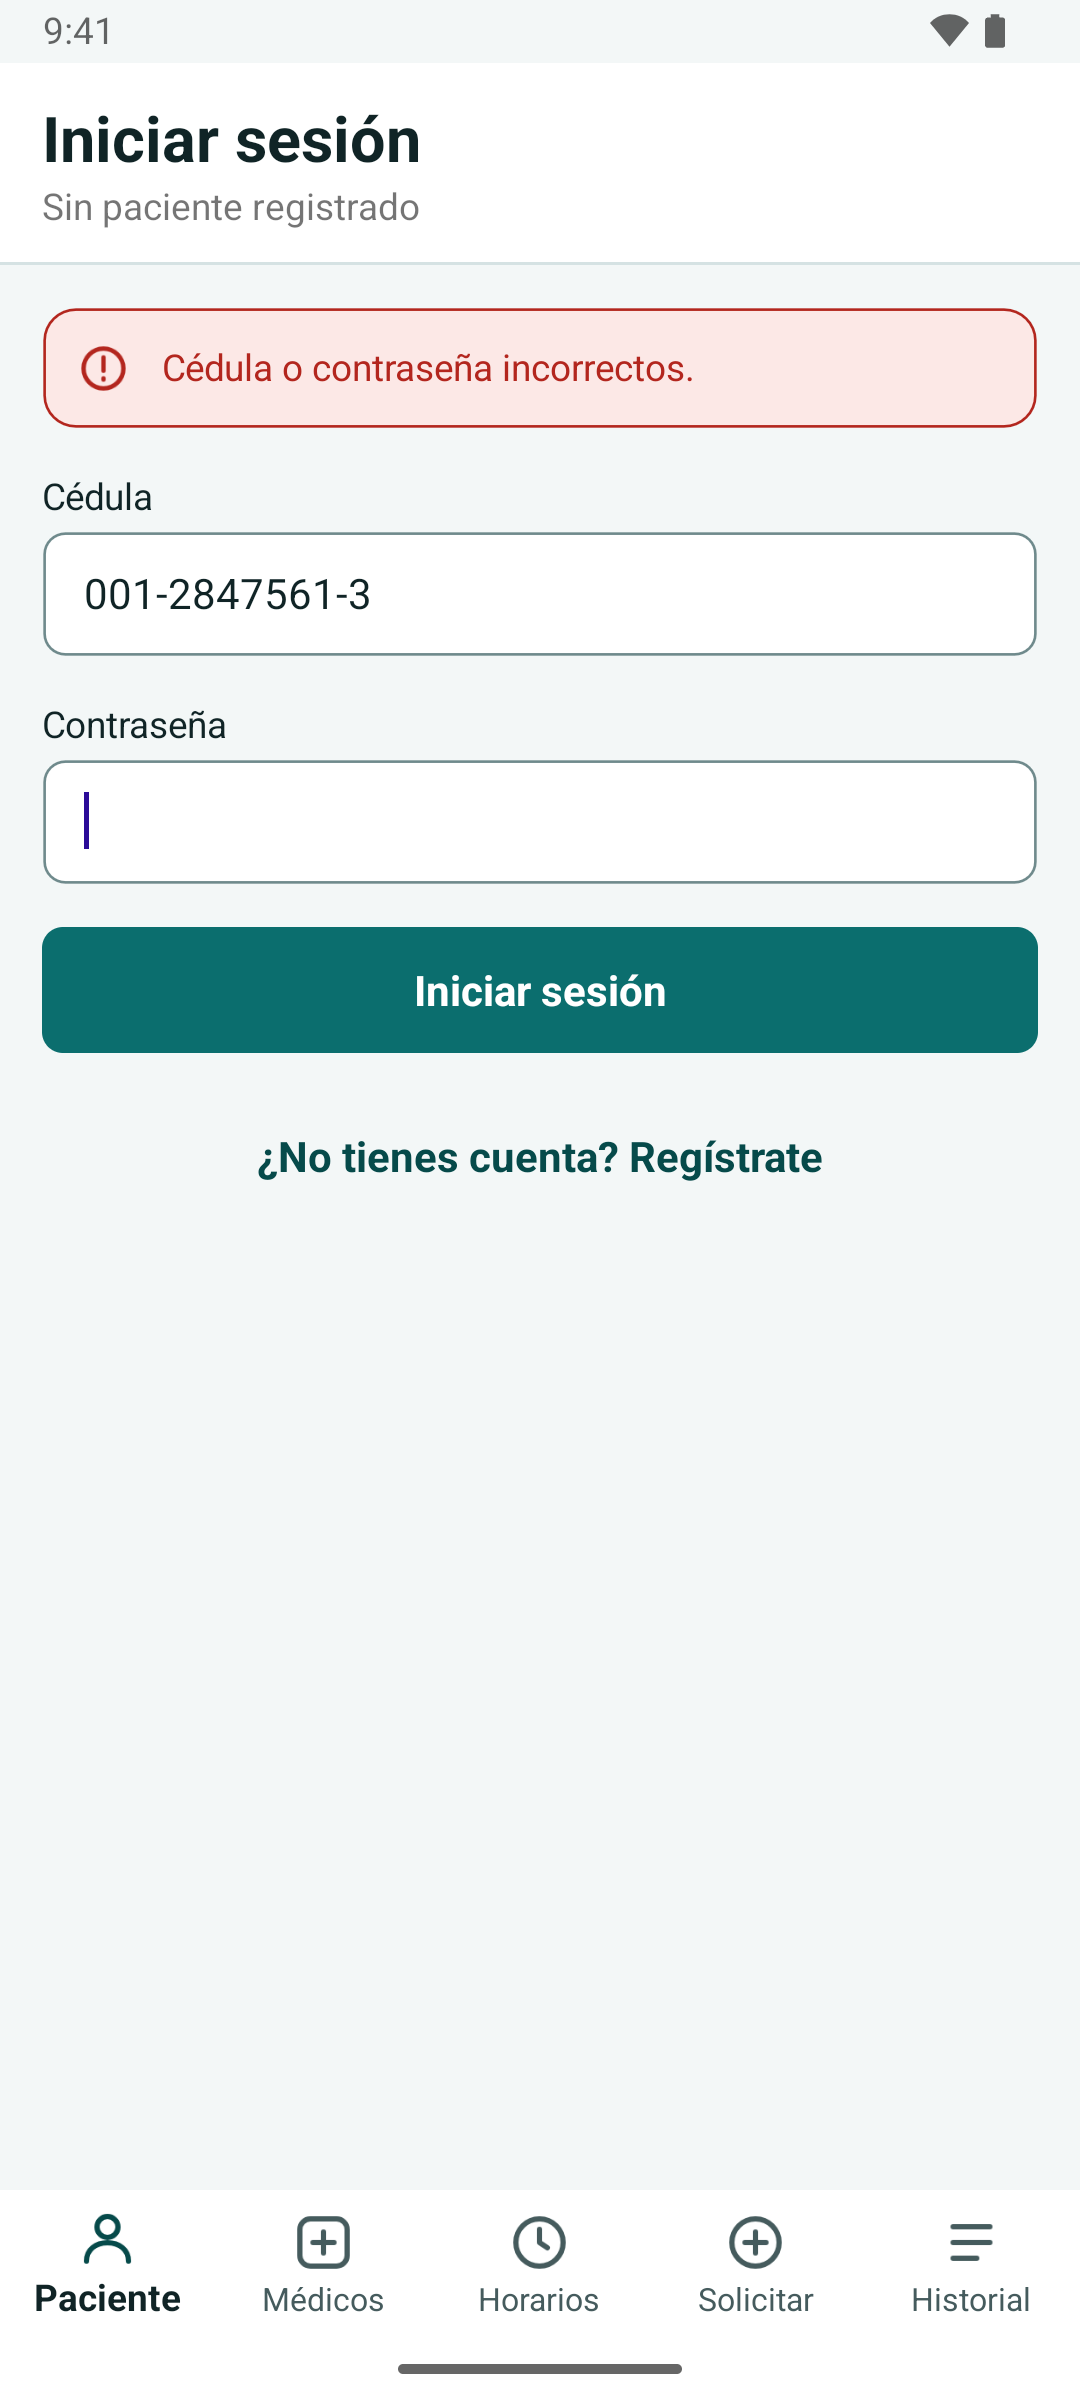 9:41
Iniciar sesión
Sin paciente registrado
Cédula o contraseña incorrectos.
Cédula
001-2847561-3
Contraseña
Iniciar sesión
¿No tienes cuenta? Regístrate
Paciente
Médicos
Horarios
Solicitar
Historial